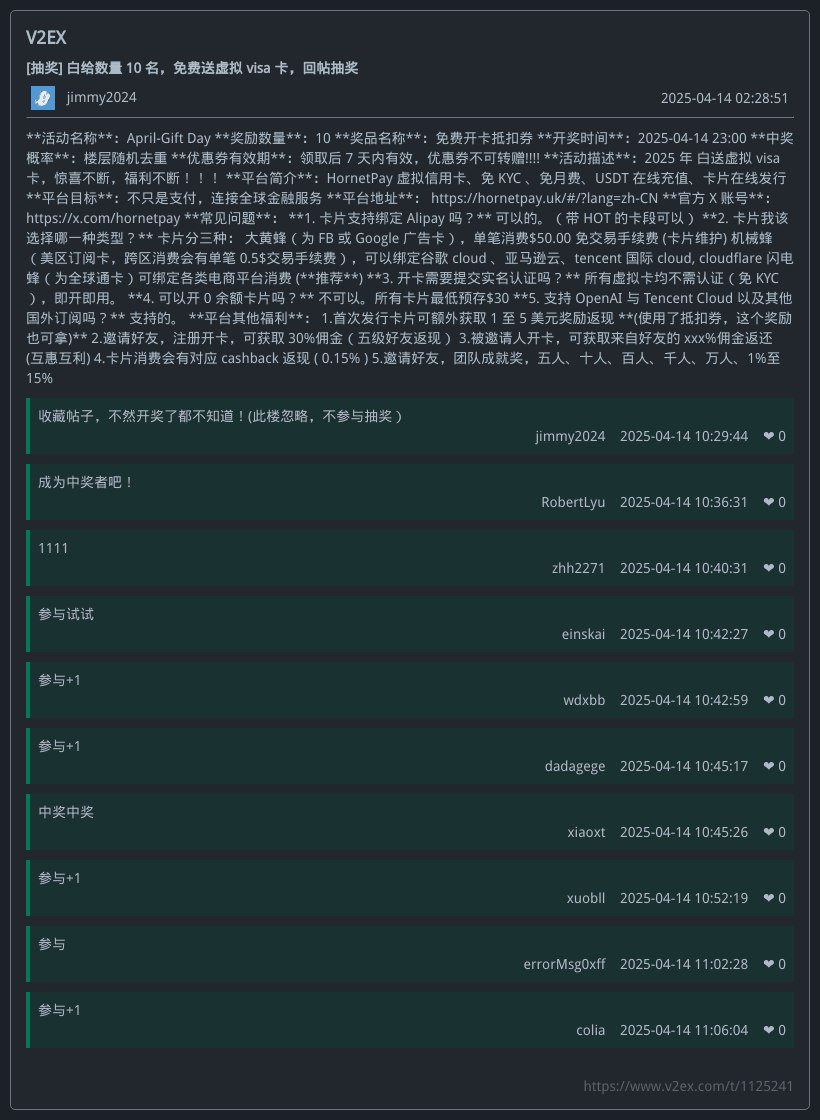 V2EX
[抽奖] 白给数量 10 名，免费送虚拟 visa 卡，回帖抽奖
jimmy2024 2025-04-14 02:28:51
**活动名称**： April-Gift Day **奖励数量**： 10 **奖品名称**： 免费开卡抵扣券 **开奖时间**： 2025-04-14 23:00 **中奖
概率**： 楼层随机去重 **优惠券有效期**： 领取后 7 天内有效，优惠券不可转赠!!!! **活动描述**： 2025 年 白送虚拟 visa
卡，惊喜不断，福利不断！！！ **平台简介**： HornetPay 虚拟信用卡、免 KYC 、免月费、USDT 在线充值、卡片在线发行
**平台目标**： 不只是支付，连接全球金融服务 **平台地址**： https://hornetpay.uk/#/?lang=zh-CN **官方 X 账号**：
https://x.com/hornetpay **常见问题**： **1. 卡片支持绑定 Alipay 吗？** 可以的。（带 HOT 的卡段可以） **2. 卡片我该
选择哪一种类型？** 卡片分三种： 大黄蜂（为 FB 或 Google 广告卡），单笔消费$50.00 免交易手续费 (卡片维护) 机械蜂
（美区订阅卡，跨区消费会有单笔 0.5$交易手续费），可以绑定谷歌 cloud 、亚马逊云、tencent 国际 cloud, cloudflare 闪电
蜂（为全球通卡）可绑定各类电商平台消费 (**推荐**) **3. 开卡需要提交实名认证吗？** 所有虚拟卡均不需认证（免 KYC
），即开即用。 **4. 可以开 0 余额卡片吗？** 不可以。所有卡片最低预存$30 **5. 支持 OpenAI 与 Tencent Cloud 以及其他
国外订阅吗？** 支持的。 **平台其他福利**： 1.首次发行卡片可额外获取 1 至 5 美元奖励返现 **(使用了抵扣券，这个奖励
也可拿)** 2.邀请好友，注册开卡，可获取 30%佣金（五级好友返现） 3.被邀请人开卡，可获取来自好友的 xxx%佣金返还
(互惠互利) 4.卡片消费会有对应 cashback 返现 ( 0.15% ) 5.邀请好友，团队成就奖，五人、十人、百人、千人、万人、1%至
15%
收藏帖子，不然开奖了都不知道！(此楼忽略，不参与抽奖）
jimmy2024 2025-04-14 10:29:44 ❤ 0
成为中奖者吧！
RobertLyu 2025-04-14 10:36:31 ❤ 0
1111
zhh2271 2025-04-14 10:40:31 ❤ 0
参与试试
einskai 2025-04-14 10:42:27 ❤ 0
参与+1
wdxbb 2025-04-14 10:42:59 ❤ 0
参与+1
dadagege 2025-04-14 10:45:17 ❤ 0
中奖中奖
xiaoxt 2025-04-14 10:45:26 ❤ 0
参与+1
xuobll 2025-04-14 10:52:19 ❤ 0
参与
errorMsg0xff 2025-04-14 11:02:28 ❤ 0
参与+1
colia 2025-04-14 11:06:04 ❤ 0
https://www.v2ex.com/t/1125241